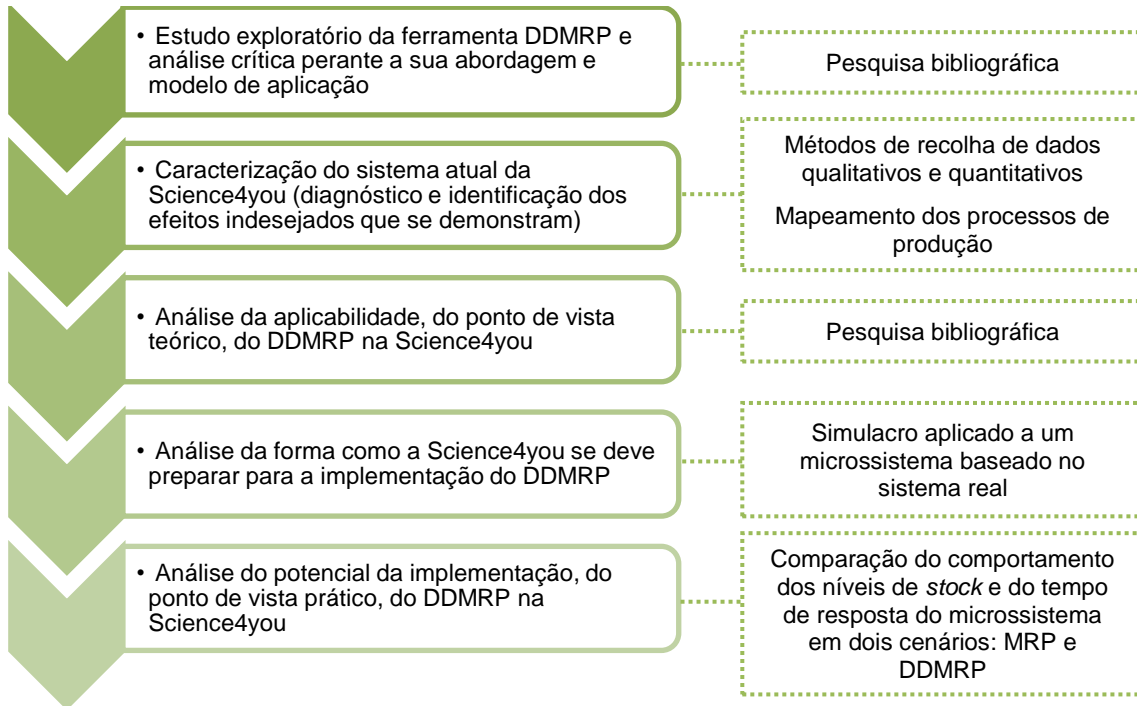 • Estudo exploratório da ferramenta DDMRP e
análise crítica perante a sua abordagem e
modelo de aplicação
Pesquisa bibliográfica
• Caracterização do sistema atual da
Science4you (diagnóstico e identificação dos
efeitos indesejados que se demonstram)
Métodos de recolha de dados
qualitativos e quantitativos
Mapeamento dos processos de
produção
• Análise da aplicabilidade, do ponto de vista
teórico, do DDMRP na Science4you
Pesquisa bibliográfica
• Análise da forma como a Science4you se deve
preparar para a implementação do DDMRP
Simulacro aplicado a um
microssistema baseado no
sistema real
• Análise do potencial da implementação, do
ponto de vista prático, do DDMRP na
Science4you
Comparação do comportamento
dos níveis de stock e do tempo
de resposta do microssistema
em dois cenários: MRP e
DDMRP